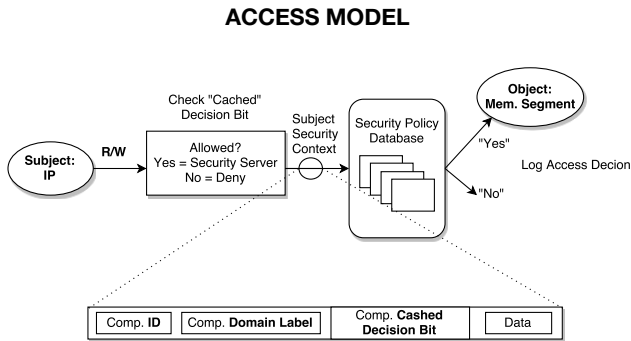 ACCESS MODEL
Check "Cached"
Decision Bit
Subject:
IP
R/W
Allowed?
Yes = Security Server
No = Deny
Subject
Security
Context
Security Policy
Database
Object:
Mem. Segment
"Yes"
"No"
Log Access Decion
Comp. ID
Comp. Domain Label
Comp. Cashed
Decision Bit
Data